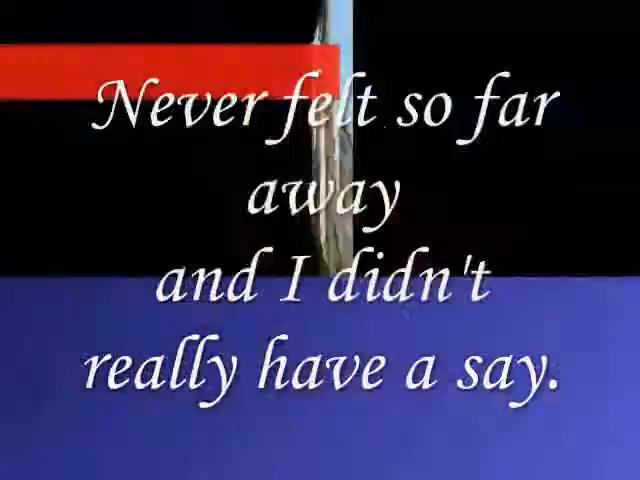 Never felt so far
away
and I didn't
really have a say.